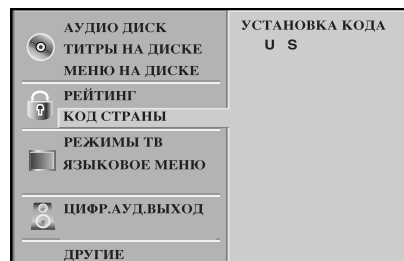 АУДИО ДИСК
ТИТРЫ НА ДИСКЕ
МЕНЮ НА ДИСКЕ
РЕЙТИНГ
КОД СТРАНЫ
РЕЖИМЫ ТВ
ЯЗЫКОВОЕ МЕНЮ
ЦИФР.АУД.ВЫХОД
ДРУГИЕ
УСТАНОВКА КОДА
U S